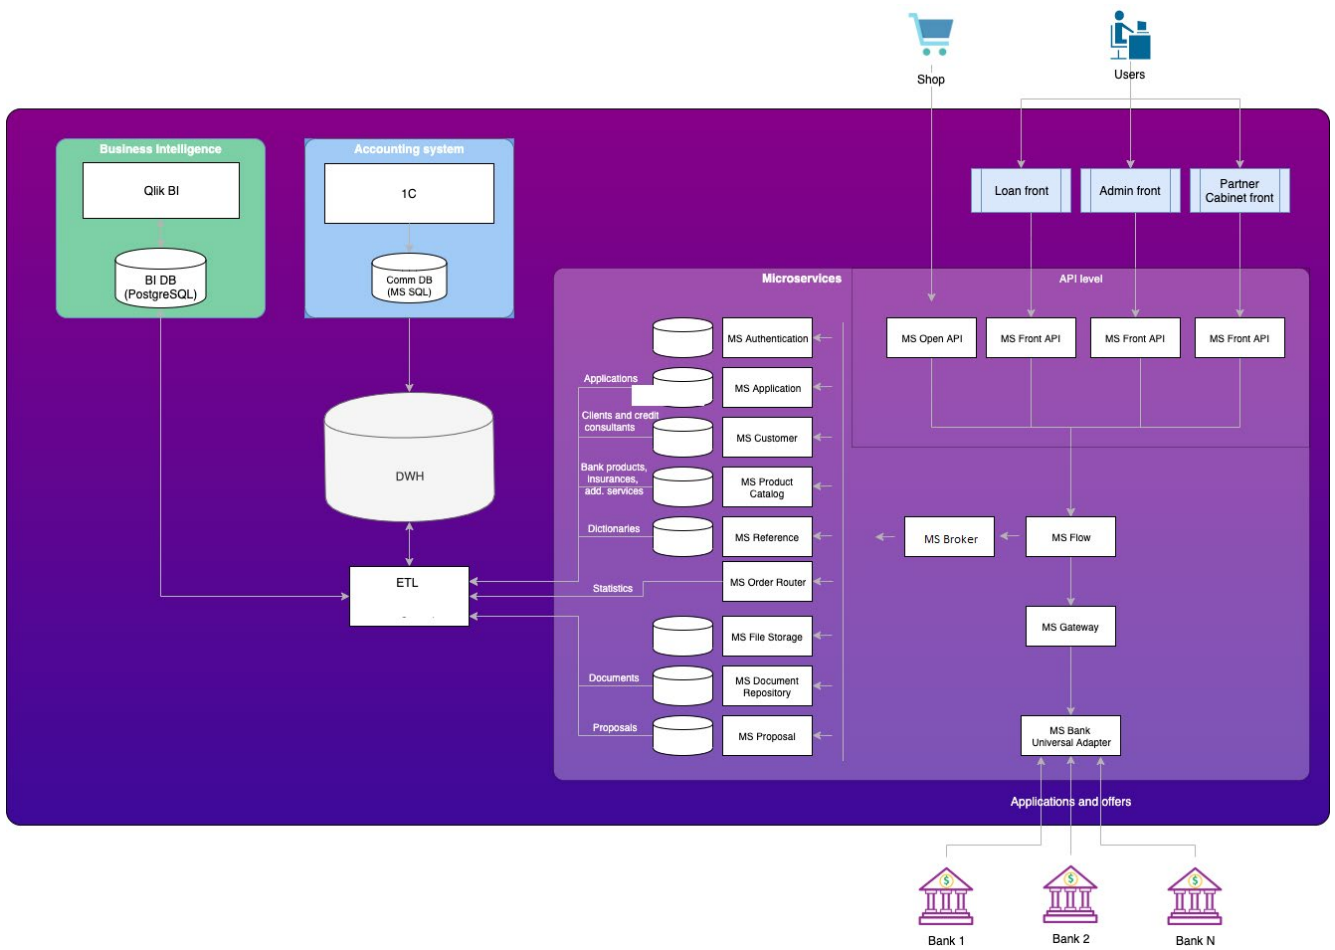 Shop
Users
Business Intelligence
Accounting system
Qlik BI
1C
Loan front
Admin front
Partner
Cabinet front
BI DB
(PostgreSQL)
Comm DB
(MS SQL)
Microservices
API level
MS Authentication
MS Open API
MS Front API
MS Front API
MS Front API
Applications
MS Application
Clients and credit
consultants
MS Customer
DWH
Bank products,
insurances,
add. services
MS Product
Catalog
Dictionaries
MS Reference
MS Broker
MS Flow
ETL
Statistics
MS Order Router
MS File Storage
MS Gateway
Documents
MS Document
Repository
Proposals
MS Proposal
MS Bank
Universal Adapter
Applications and offers
Bank 1
Bank 2
Bank N